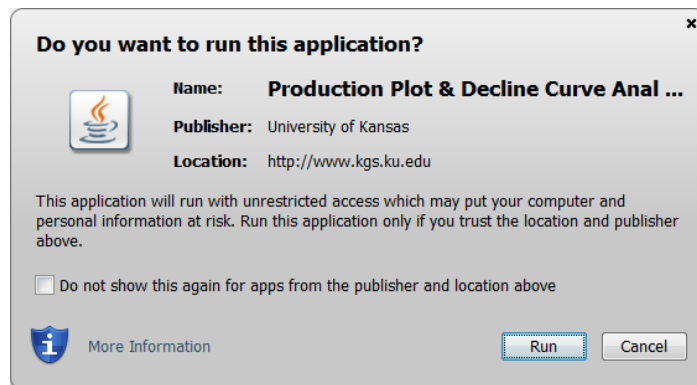 Do you want to run this application?
Name: Production Plot & Decline Curve Anal ...
Publisher: University of Kansas
Location: http://www.kgs.ku.edu
This application will run with unrestricted access which may put your computer and
personal information at risk. Run this application only if you trust the location and publisher
above.
Do not show this again for apps from the publisher and location above
More Information
Run
Cancel